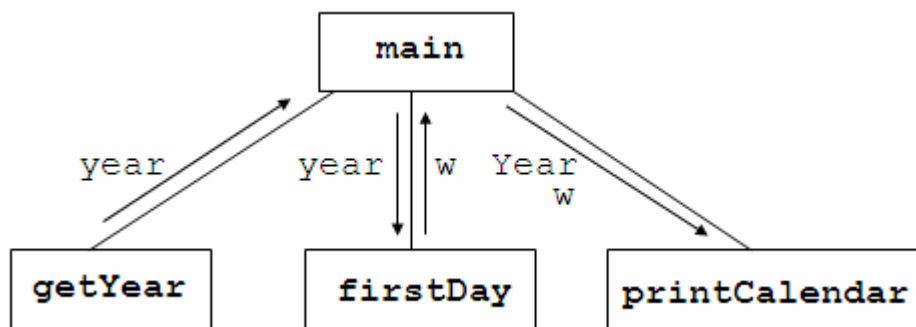 main
year
year
w
Year
w
getYear
firstDay
printCalendar